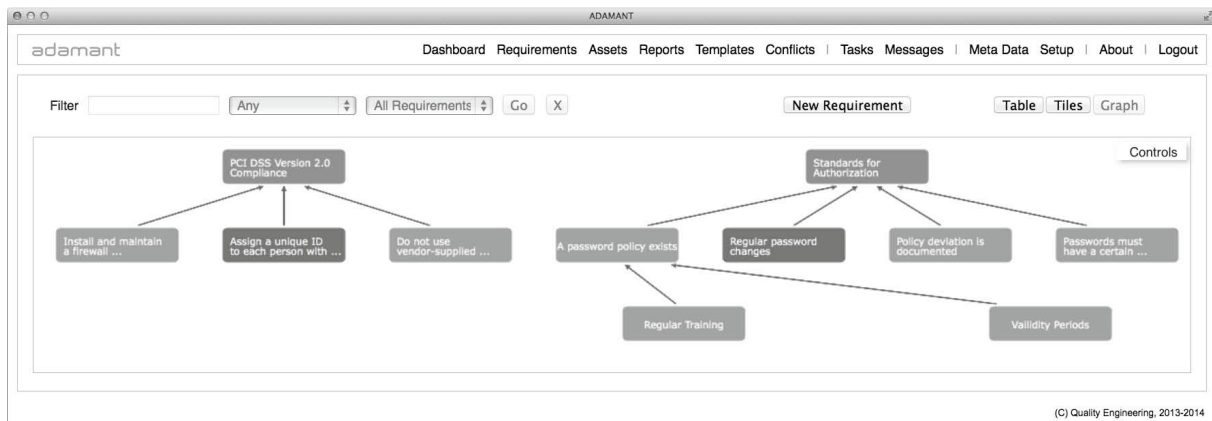 ADAMANT
adamant Dashboard Requirements Assets Reports Templates Conflicts | Tasks Messages | Meta Data Setup | About | Logout
Filter Any All Requirements Go X New Requirement Table Tiles Graph
Controls
PCI DSS Version 2.0
Compliance
Standards for
Authorization
Install and maintain
a firewall ...
Assign a unique ID
to each person with ...
Do not use
vendor-supplied ...
A password policy exists
Regular password
changes
Policy deviation is
documented
Passwords must
have a certain ...
Regular Training
Vailidity Periods
(C) Quality Engineering, 2013-2014